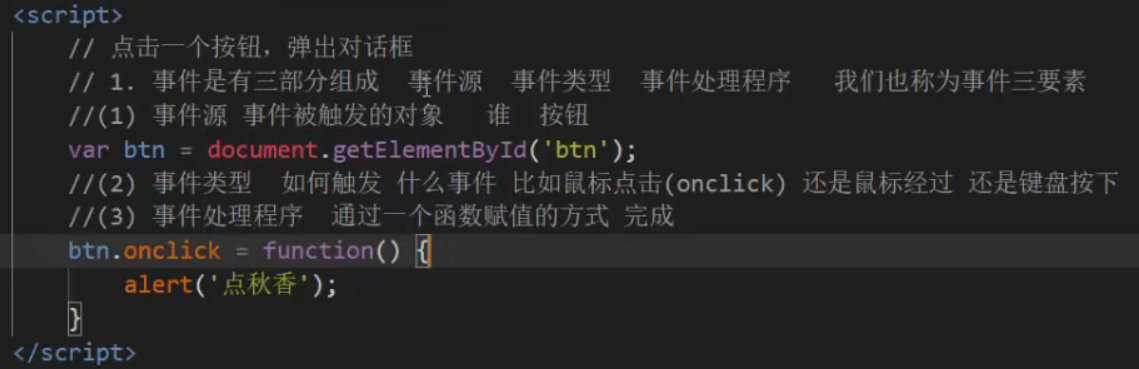 <script>
// 点击一个按钮，弹出对话框
// 1. 事件是有三部分组成 事件源 事件类型 事件处理程序 我们也称为事件三要素
//(1) 事件源 事件被触发的对象 谁 按钮
var btn = document.getElementById('btn');
//(2) 事件类型 如何触发 什么事件 比如鼠标点击(onclick) 还是鼠标经过 还是键盘按下
//(3) 事件处理程序 通过一个函数赋值的方式 完成
btn.onclick = function() {
alert('点秋香');
}
</script>